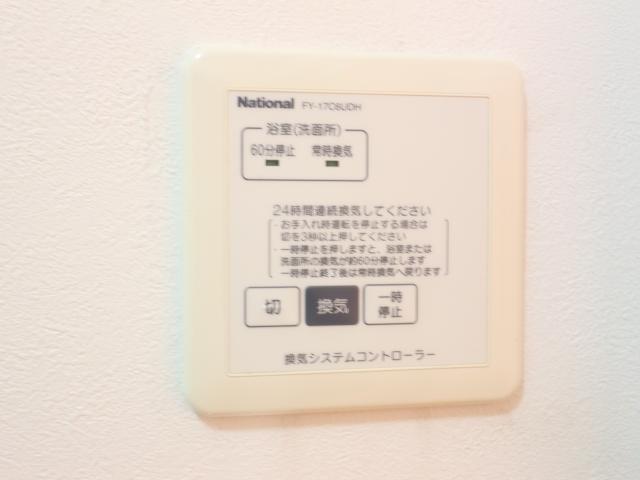 National FY-17C6UDH
浴室(洗面所)
60分停止 常時換気
24時間連続換気してください
・お手入れ時運転を停止する場合は
切を3秒以上押してください
・一時停止を押しますと、浴室または
洗面所の換気が約60分停止します
一時停止終了後は常時換気へ戻ります
切 換気 一時
停止
換気システムコントローラー